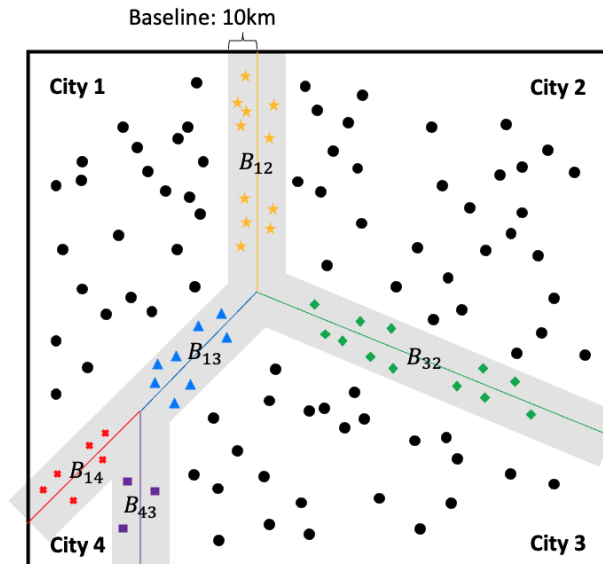 Baseline: 10km
City 1
City 2
B₁₂
B₁₃
B₃₂
B₁₄
B₄₃
City 4
City 3